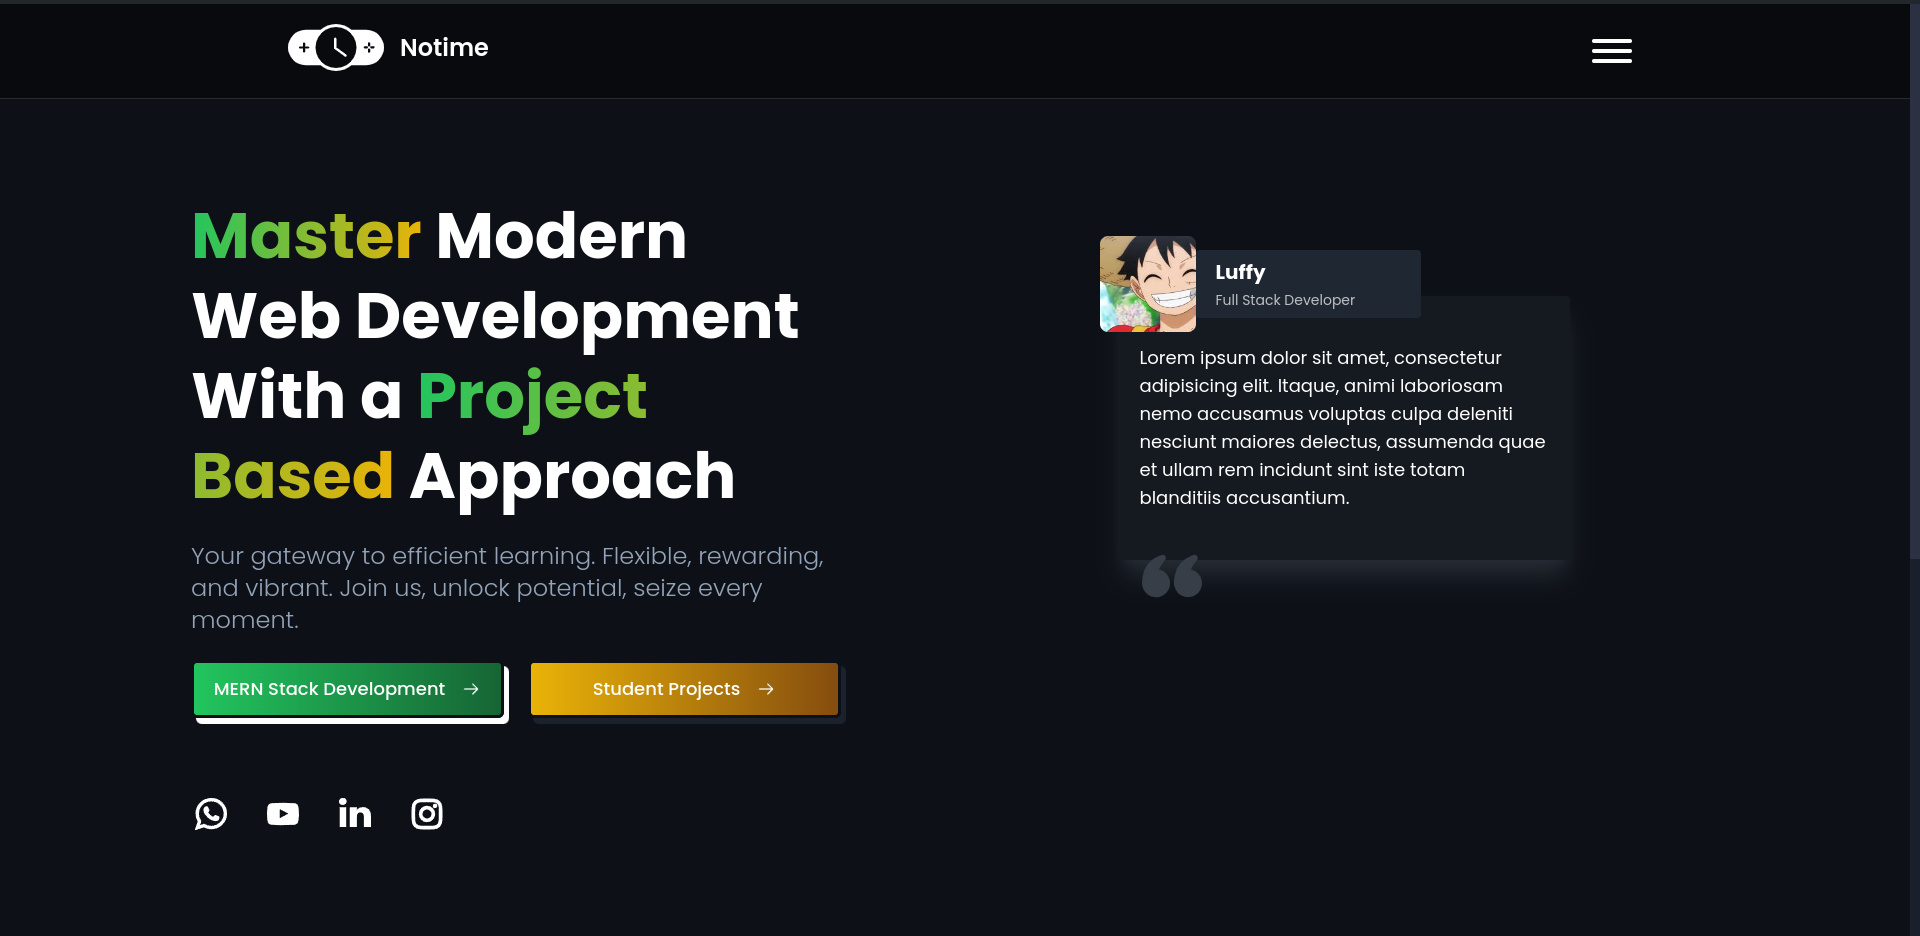 Notime
Master Modern
Web Development
With a Project
Based Approach
Your gateway to efficient learning. Flexible, rewarding,
and vibrant. Join us, unlock potential, seize every
moment.
MERN Stack Development
Student Projects
Luffy
Full Stack Developer
Lorem ipsum dolor sit amet, consectetur
adipisicing elit. Itaque, animi laboriosam
nemo accusamus voluptas culpa deleniti
nesciunt maiores delectus, assumenda quae
et ullam rem incidunt sint iste totam
blanditiis accusantium.